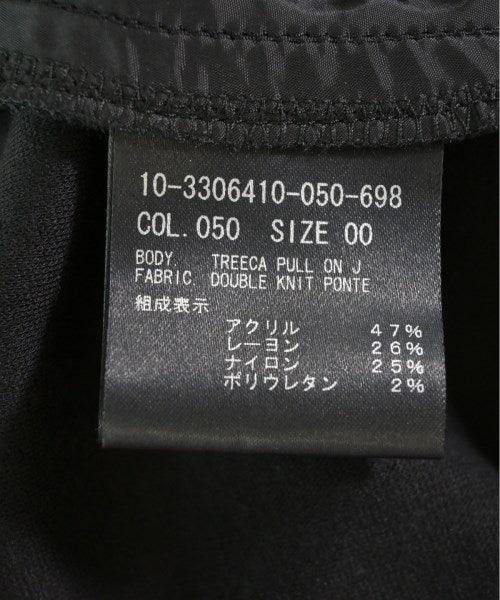 10-3306410-050-698
COL.050 SIZE 00
BODY. TREECA PULL ON J
FABRIC. DOUBLE KNIT PONTE
組成表示
アクリル 47%
レーヨン 26%
ナイロン 25%
ポリウレタン 2%